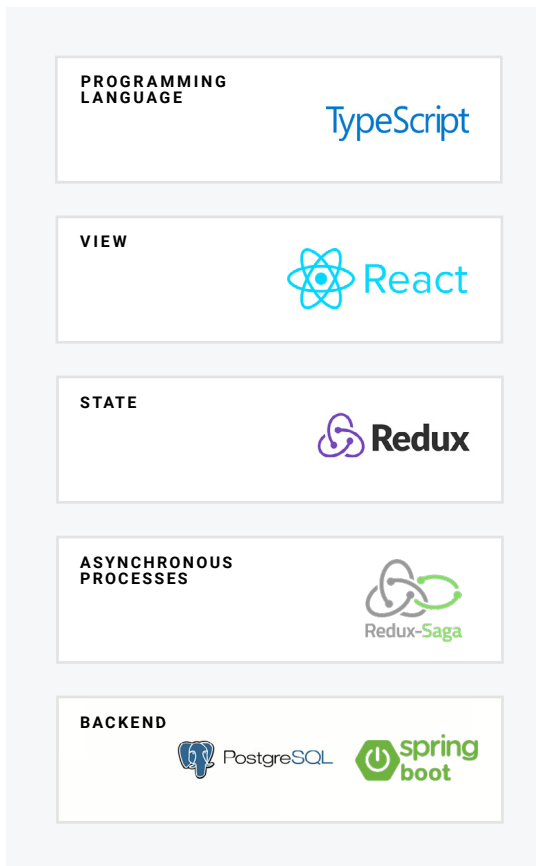 PROGRAMMING
LANGUAGE
TypeScript
VIEW
React
STATE
Redux
ASYNCHRONOUS
PROCESSES
Redux-Saga
BACKEND
PostgreSQL
spring
boot